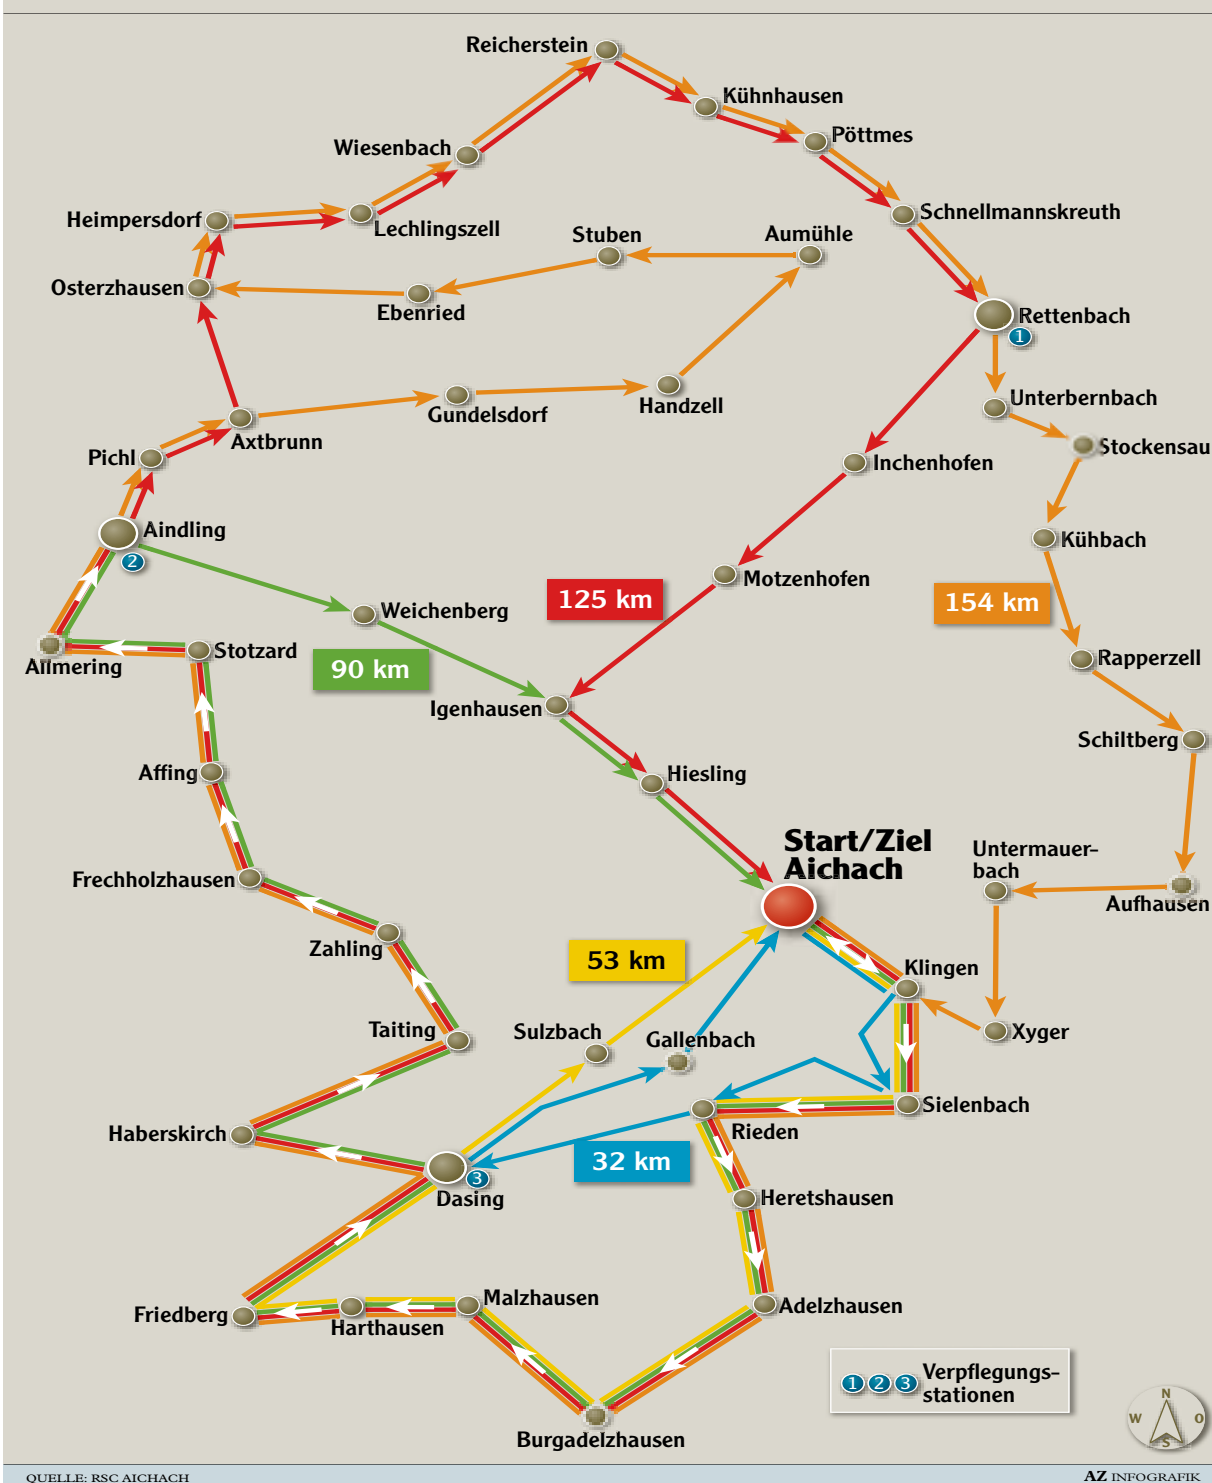 Reicherstein
Kühnhausen
Pöttmes
Wiesenbach
Schnellmannskreuth
Heimpersdorf
Lechlingszell
Stuben
Aumühle
Osterzhausen
Ebenried
Rettenbach
1
Unterbernbach
Gundelsdorf
Handzell
Axtbrunn
Pichl
Stockensau
Inchenhofen
Aindling
2
Kühbach
Motzenhofen
125 km
154 km
Weichenberg
Stotzard
90 km
Allmering
Rapperzell
Igenhausen
Schiltberg
Affing
Hiesling
Start/Ziel
Aichach
Untermauer-
bach
Frechholzhausen
Aufhausen
Zahling
53 km
Klingen
Taiting
Sulzbach
Gallenbach
Xyger
Sielenbach
Haberskirch
Rieden
32 km
3
Dasing
Heretshausen
Friedberg
Harthausen
Malzhausen
Adelzhausen
1 2 3 Verpflegungs-
stationen
N
W O
S
Burgadelzhausen
QUELLE: RSC AICHACH
AZ INFOGRAFIK